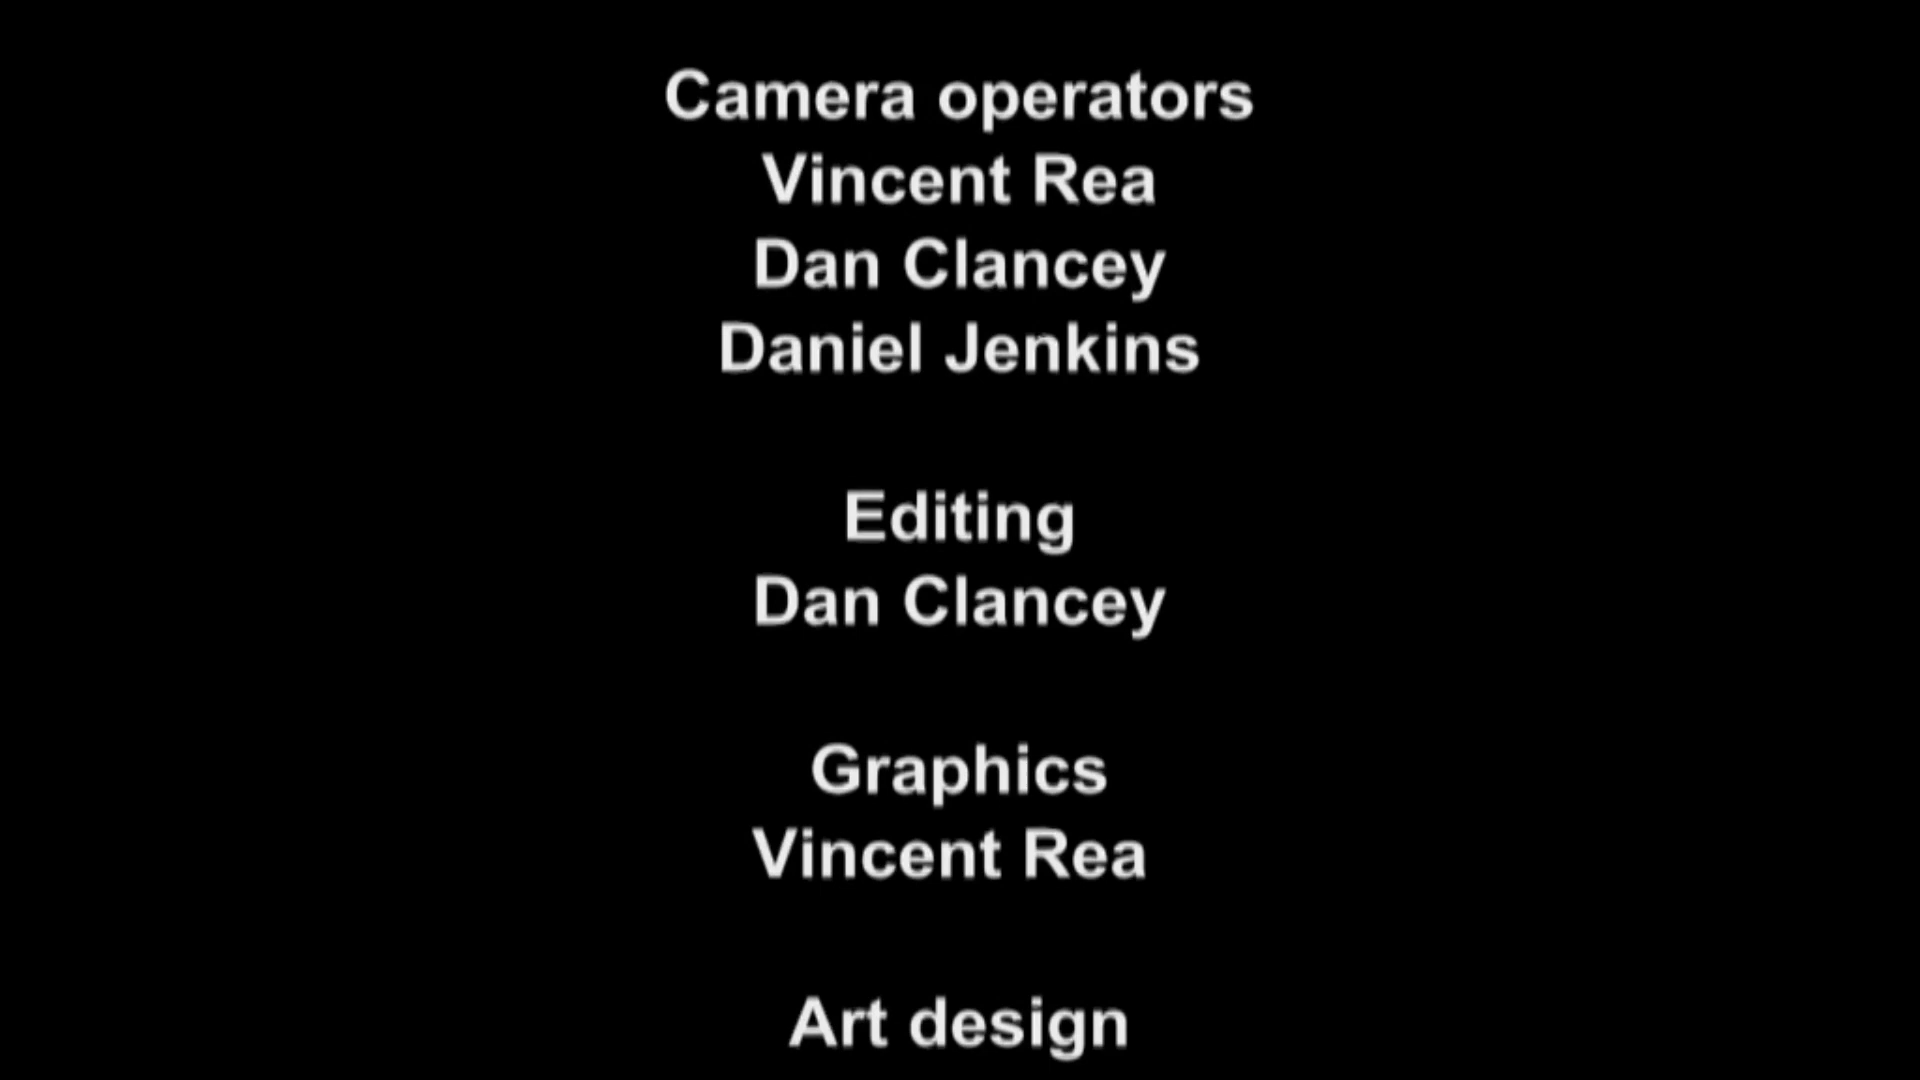 Camera operators
Vincent Rea
Dan Clancey
Daniel Jenkins
Editing
Dan Clancey
Graphics
Vincent Rea
Art design